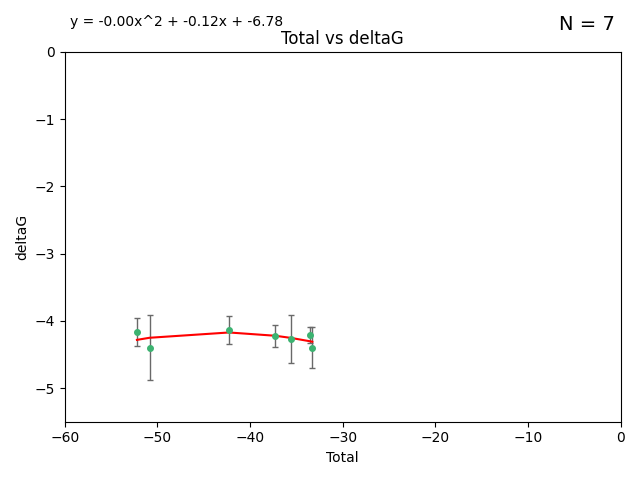 y = -0.00x^2 + -0.12x + -6.78
N = 7
Total vs deltaG
0
−1
−2
−3
−4
−5
deltaG
−60
−50
−40
−30
−20
−10
0
Total